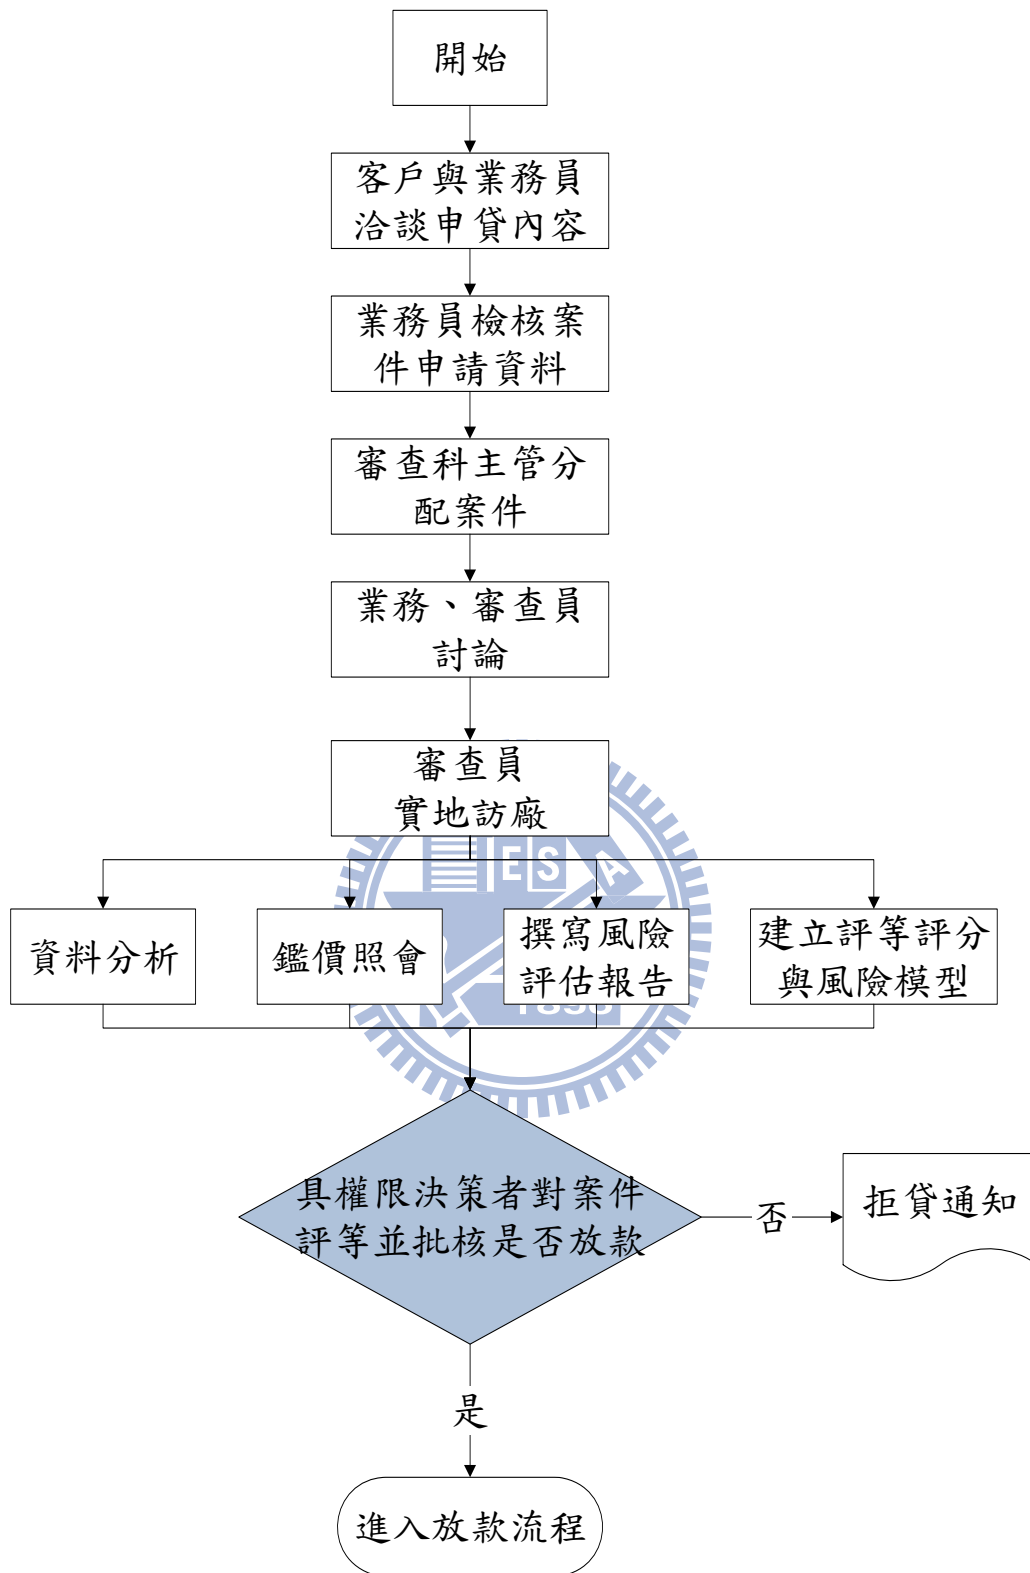 開始
客戶與業務員
洽談申貸內容
業務員檢核案
件申請資料
審查科主管分
配案件
業務、審查員
討論
審查員
實地訪廠
E S A
資料分析
鑑價照會
撰寫風險
評估報告
建立評等評分
與風險模型
1896
具權限決策者對案件
評等並批核是否放款
否
拒貸通知
是
進入放款流程